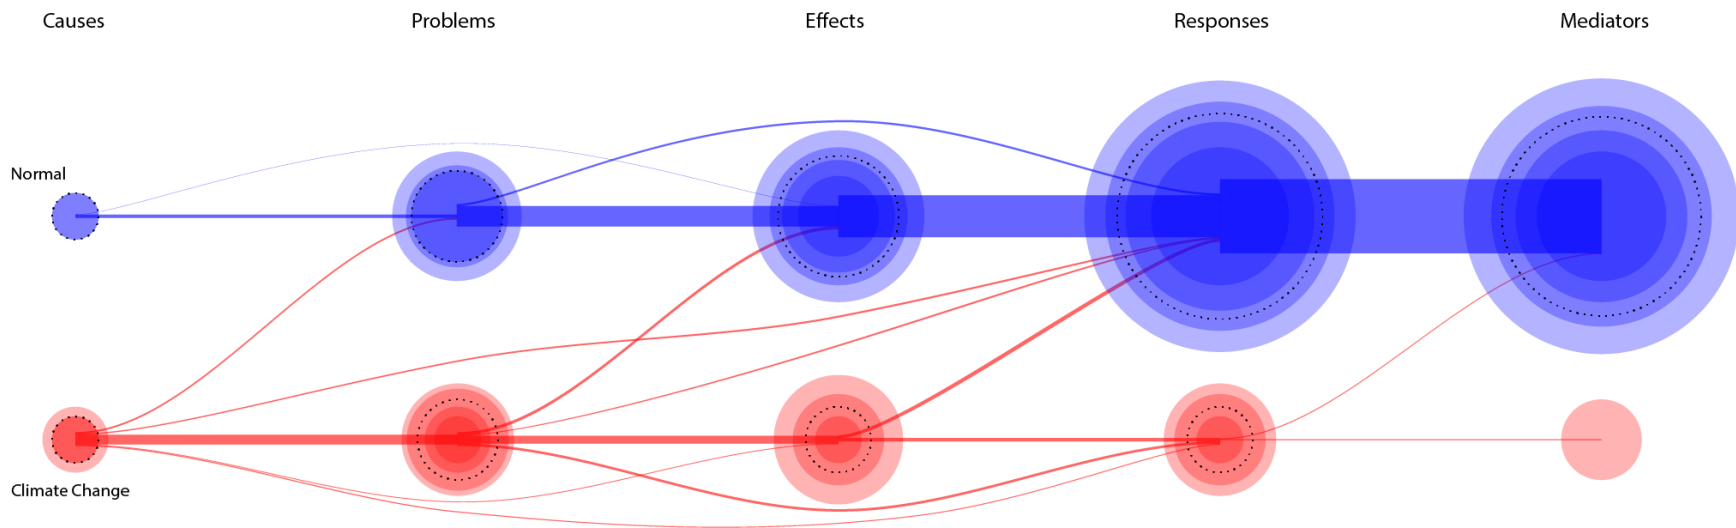 Causes
Problems
Effects
Responses
Mediators
Normal
Climate Change